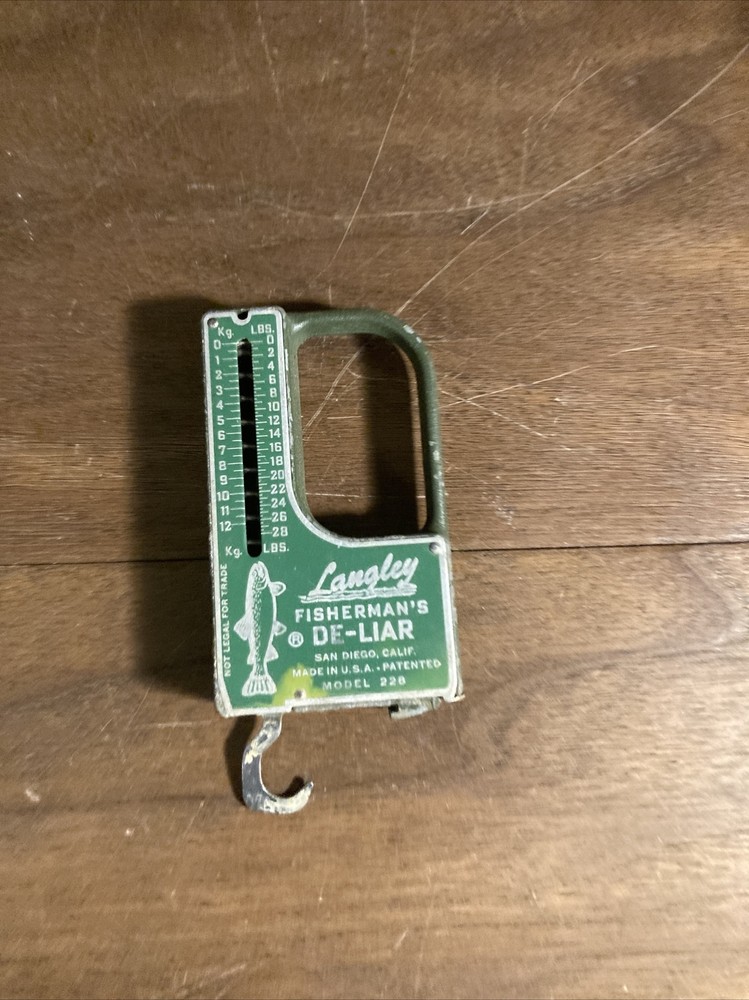 Kg. LBS.
0 0
1 2
2 4
3 6
4 8
5 10
6 12
7 14
8 16
9 18
10 20
11 22
12 24
26
28
Kg. LBS.
NOT LEGAL FOR TRADE
Langley
FISHERMAN'S
® DE-LIAR
SAN DIEGO, CALIF.
MADE IN U.S.A. • PATENTED
MODEL 228